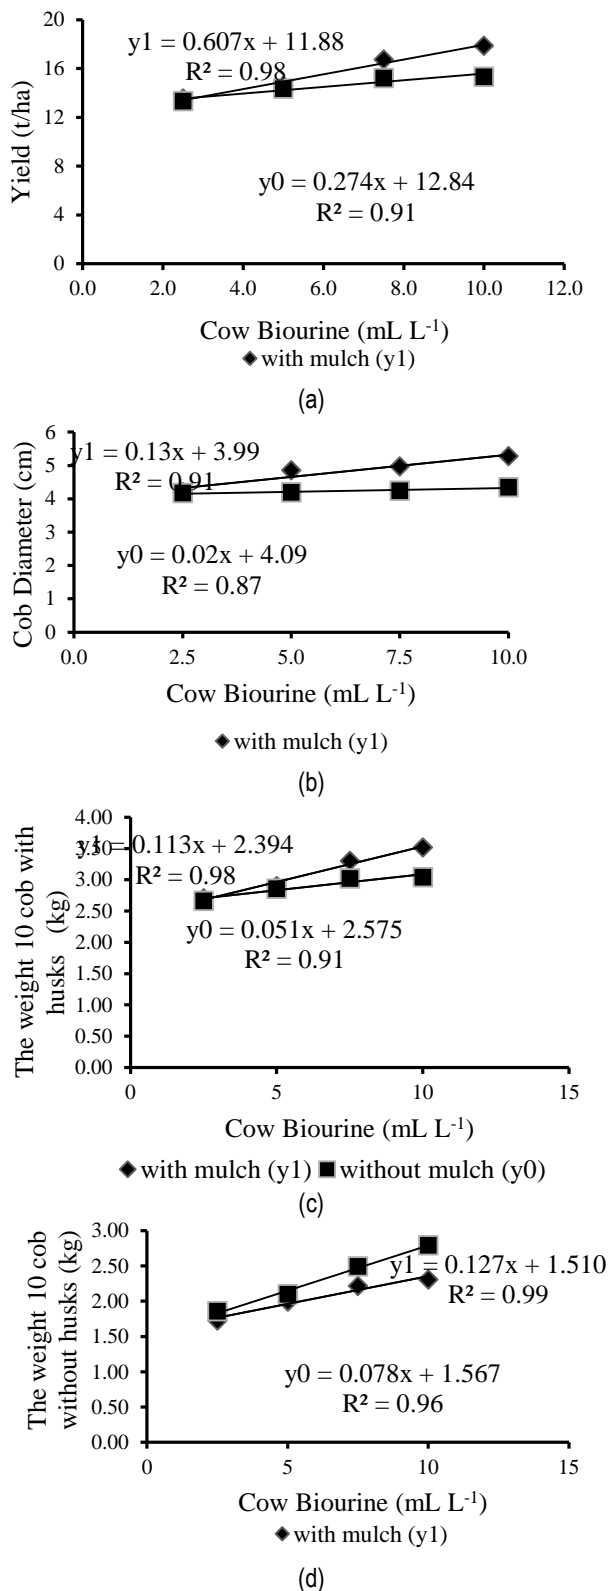 20
16
12
8
4
0
Yield (t/ha)
y1 = 0.607x + 11.88
R² = 0.98
y0 = 0.274x + 12.84
R² = 0.91
0.0 2.0 4.0 6.0 8.0 10.0 12.0
Cow Biourine (mL L⁻¹)
with mulch (y1)
(a)
6
5
4
3
2
1
0
Cob Diameter (cm)
y1 = 0.13x + 3.99
R² = 0.91
y0 = 0.02x + 4.09
R² = 0.87
0.0 2.5 5.0 7.5 10.0
Cow Biourine (mL L⁻¹)
with mulch (y1)
(b)
4.00
3.50
3.00
2.50
2.00
1.50
1.00
0.50
0.00
The weight 10 cob with
husks (kg)
y1 = 0.113x + 2.394
R² = 0.98
y0 = 0.051x + 2.575
R² = 0.91
0 5 10 15
Cow Biourine (mL L⁻¹)
with mulch (y1) without mulch (y0)
(c)
3.00
2.50
2.00
1.50
1.00
0.50
0.00
The weight 10 cob
without husks (kg)
y1 = 0.127x + 1.510
R² = 0.99
y0 = 0.078x + 1.567
R² = 0.96
0 5 10 15
Cow Biourine (mL L⁻¹)
with mulch (y1)
(d)